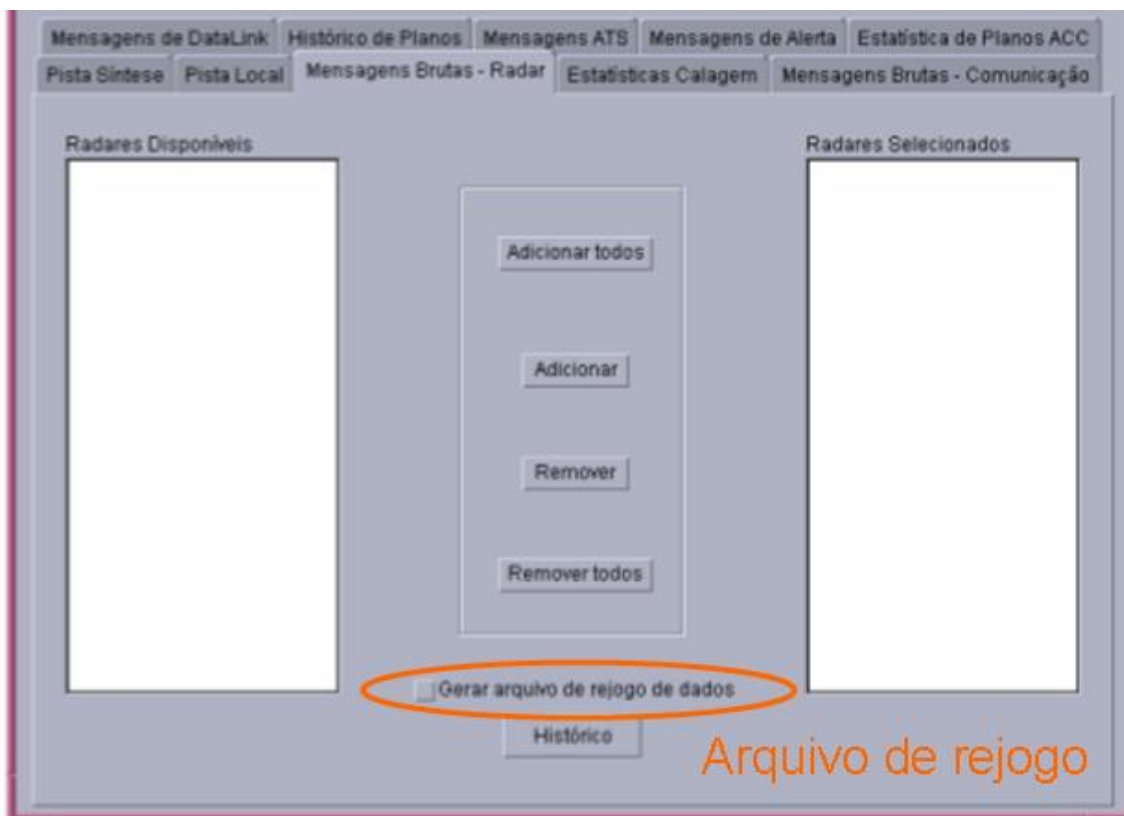 Mensagens de DataLink Histórico de Planos Mensagens ATS Mensagens de Alerta Estatística de Planos ACC
Pista Síntese Pista Local Mensagens Brutas - Radar Estatísticas Calagem Mensagens Brutas - Comunicação
Radares Disponíveis Radares Selecionados
Adicionar todos
Adicionar
Remover
Remover todos
Gerar arquivo de rejogo de dados
Histórico
Arquivo de rejogo